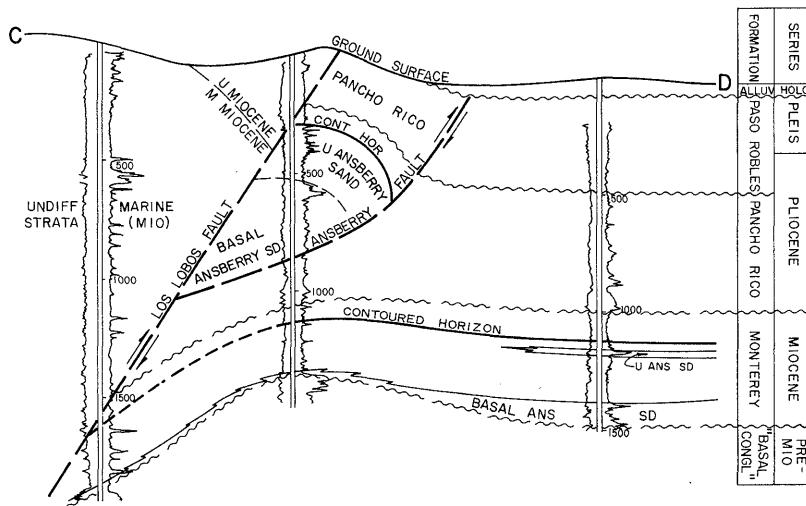 C
GROUND SURFACE
PANCHO RICO
D
U MIOCENE
M MIOCENE
CONT HOR
U ANSBERRY
SAND
500
500
500
UNDIFF
STRATA
MARINE
(MIO)
LOS LOBOS FAULT
BASAL
ANSBERRY SD
ANSBERRY FAULT
1000
1000
1000
CONTOURED HORIZON
U ANS SD
1500
BASAL ANS SD
1500
FORMATION
SERIES
ALLUV
HOLO
PASO ROBLES
PLEIS
PANCHO RICO
PLIOCENE
MONTEREY
MIOCENE
"BASAL
CONGL"
PRE-
MIO